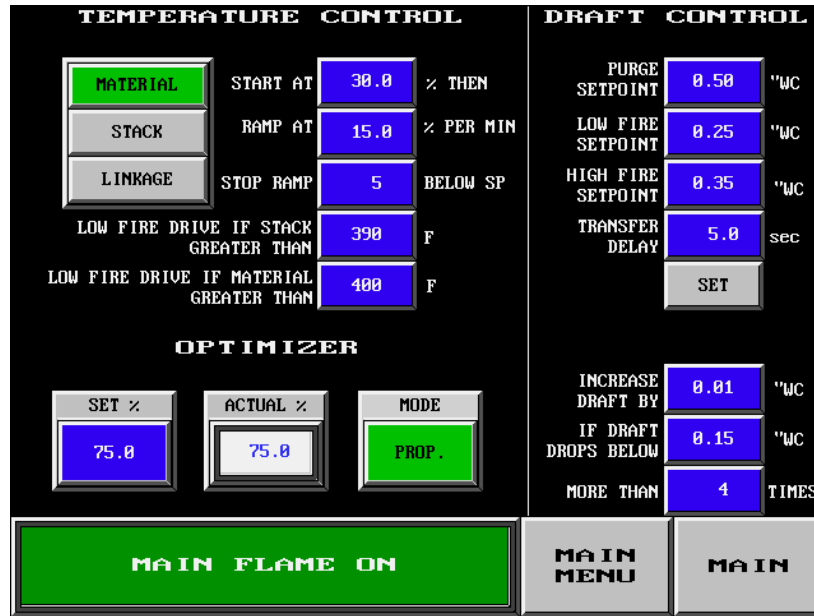 TEMPERATURE CONTROL
MATERIAL
STACK
LINKAGE
START AT 30.0 % THEN
RAMP AT 15.0 % PER MIN
STOP RAMP 5 BELOW SP
LOW FIRE DRIVE IF STACK
GREATER THAN 390 F
LOW FIRE DRIVE IF MATERIAL
GREATER THAN 400 F
OPTIMIZER
SET %
75.0
ACTUAL %
75.0
MODE
PROP.
DRAFT CONTROL
PURGE
SETPOINT 0.50 "WC
LOW FIRE
SETPOINT 0.25 "WC
HIGH FIRE
SETPOINT 0.35 "WC
TRANSFER
DELAY 5.0 sec
SET
INCREASE
DRAFT BY 0.01 "WC
IF DRAFT
DROPS BELOW 0.15 "WC
MORE THAN 4 TIMES
MAIN FLAME ON
MAIN
MENU
MAIN